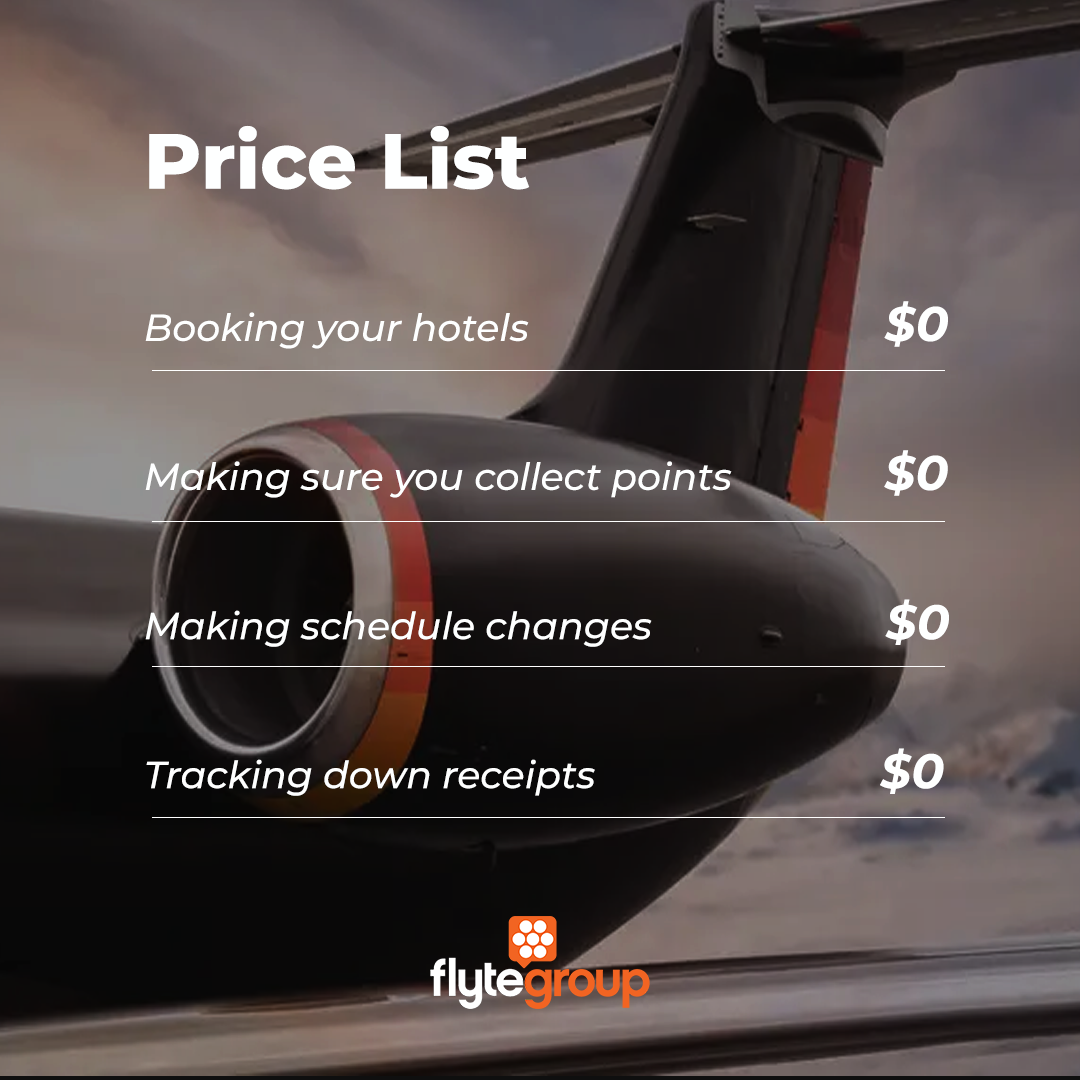 Price List
Booking your hotels $0
Making sure you collect points $0
Making schedule changes $0
Tracking down receipts $0
flytegroup